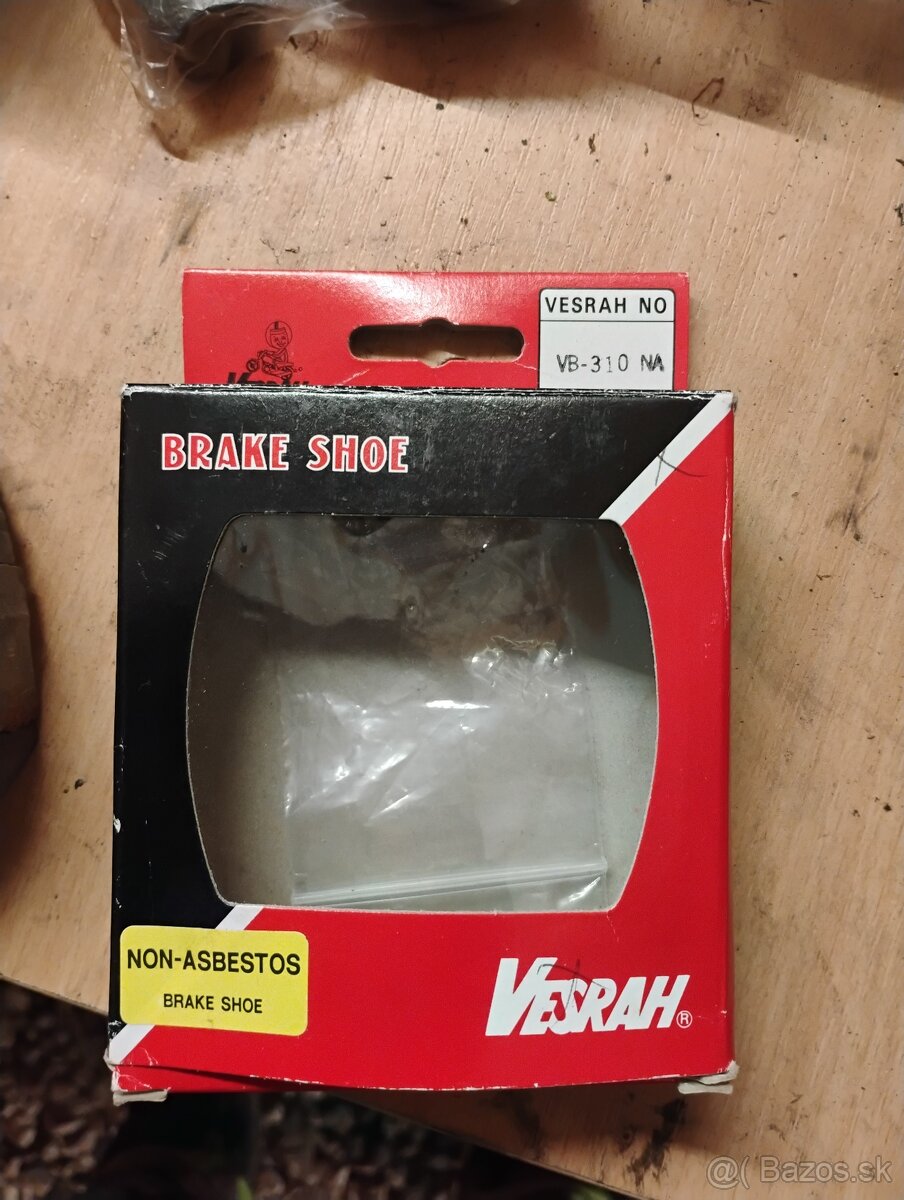 VESRAH NO
VB-310 NA
BRAKE SHOE
NON-ASBESTOS
BRAKE SHOE
VESRAH®
@( Bazos.sk